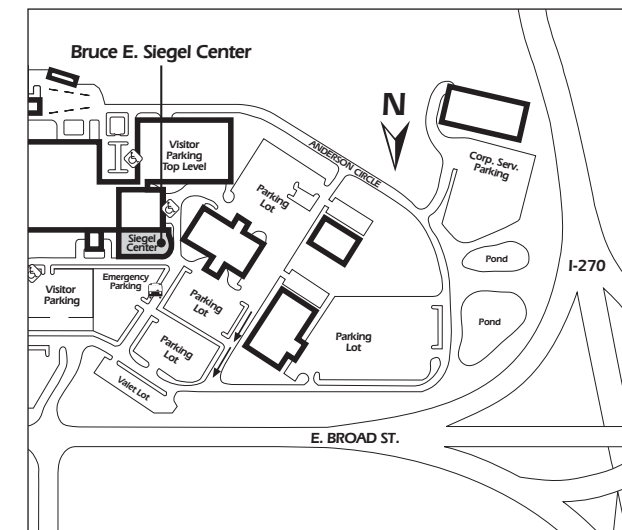 Bruce E. Siegel Center
N
Visitor
Parking
Top Level
ANDERSON CIRCLE
Corp. Serv.
Parking
Parking
Lot
Siegel
Center
Pond
I-270
Emergency
Parking
Visitor
Parking
Parking
Lot
Pond
Parking
Lot
Parking
Lot
Valet Lot
E. BROAD ST.